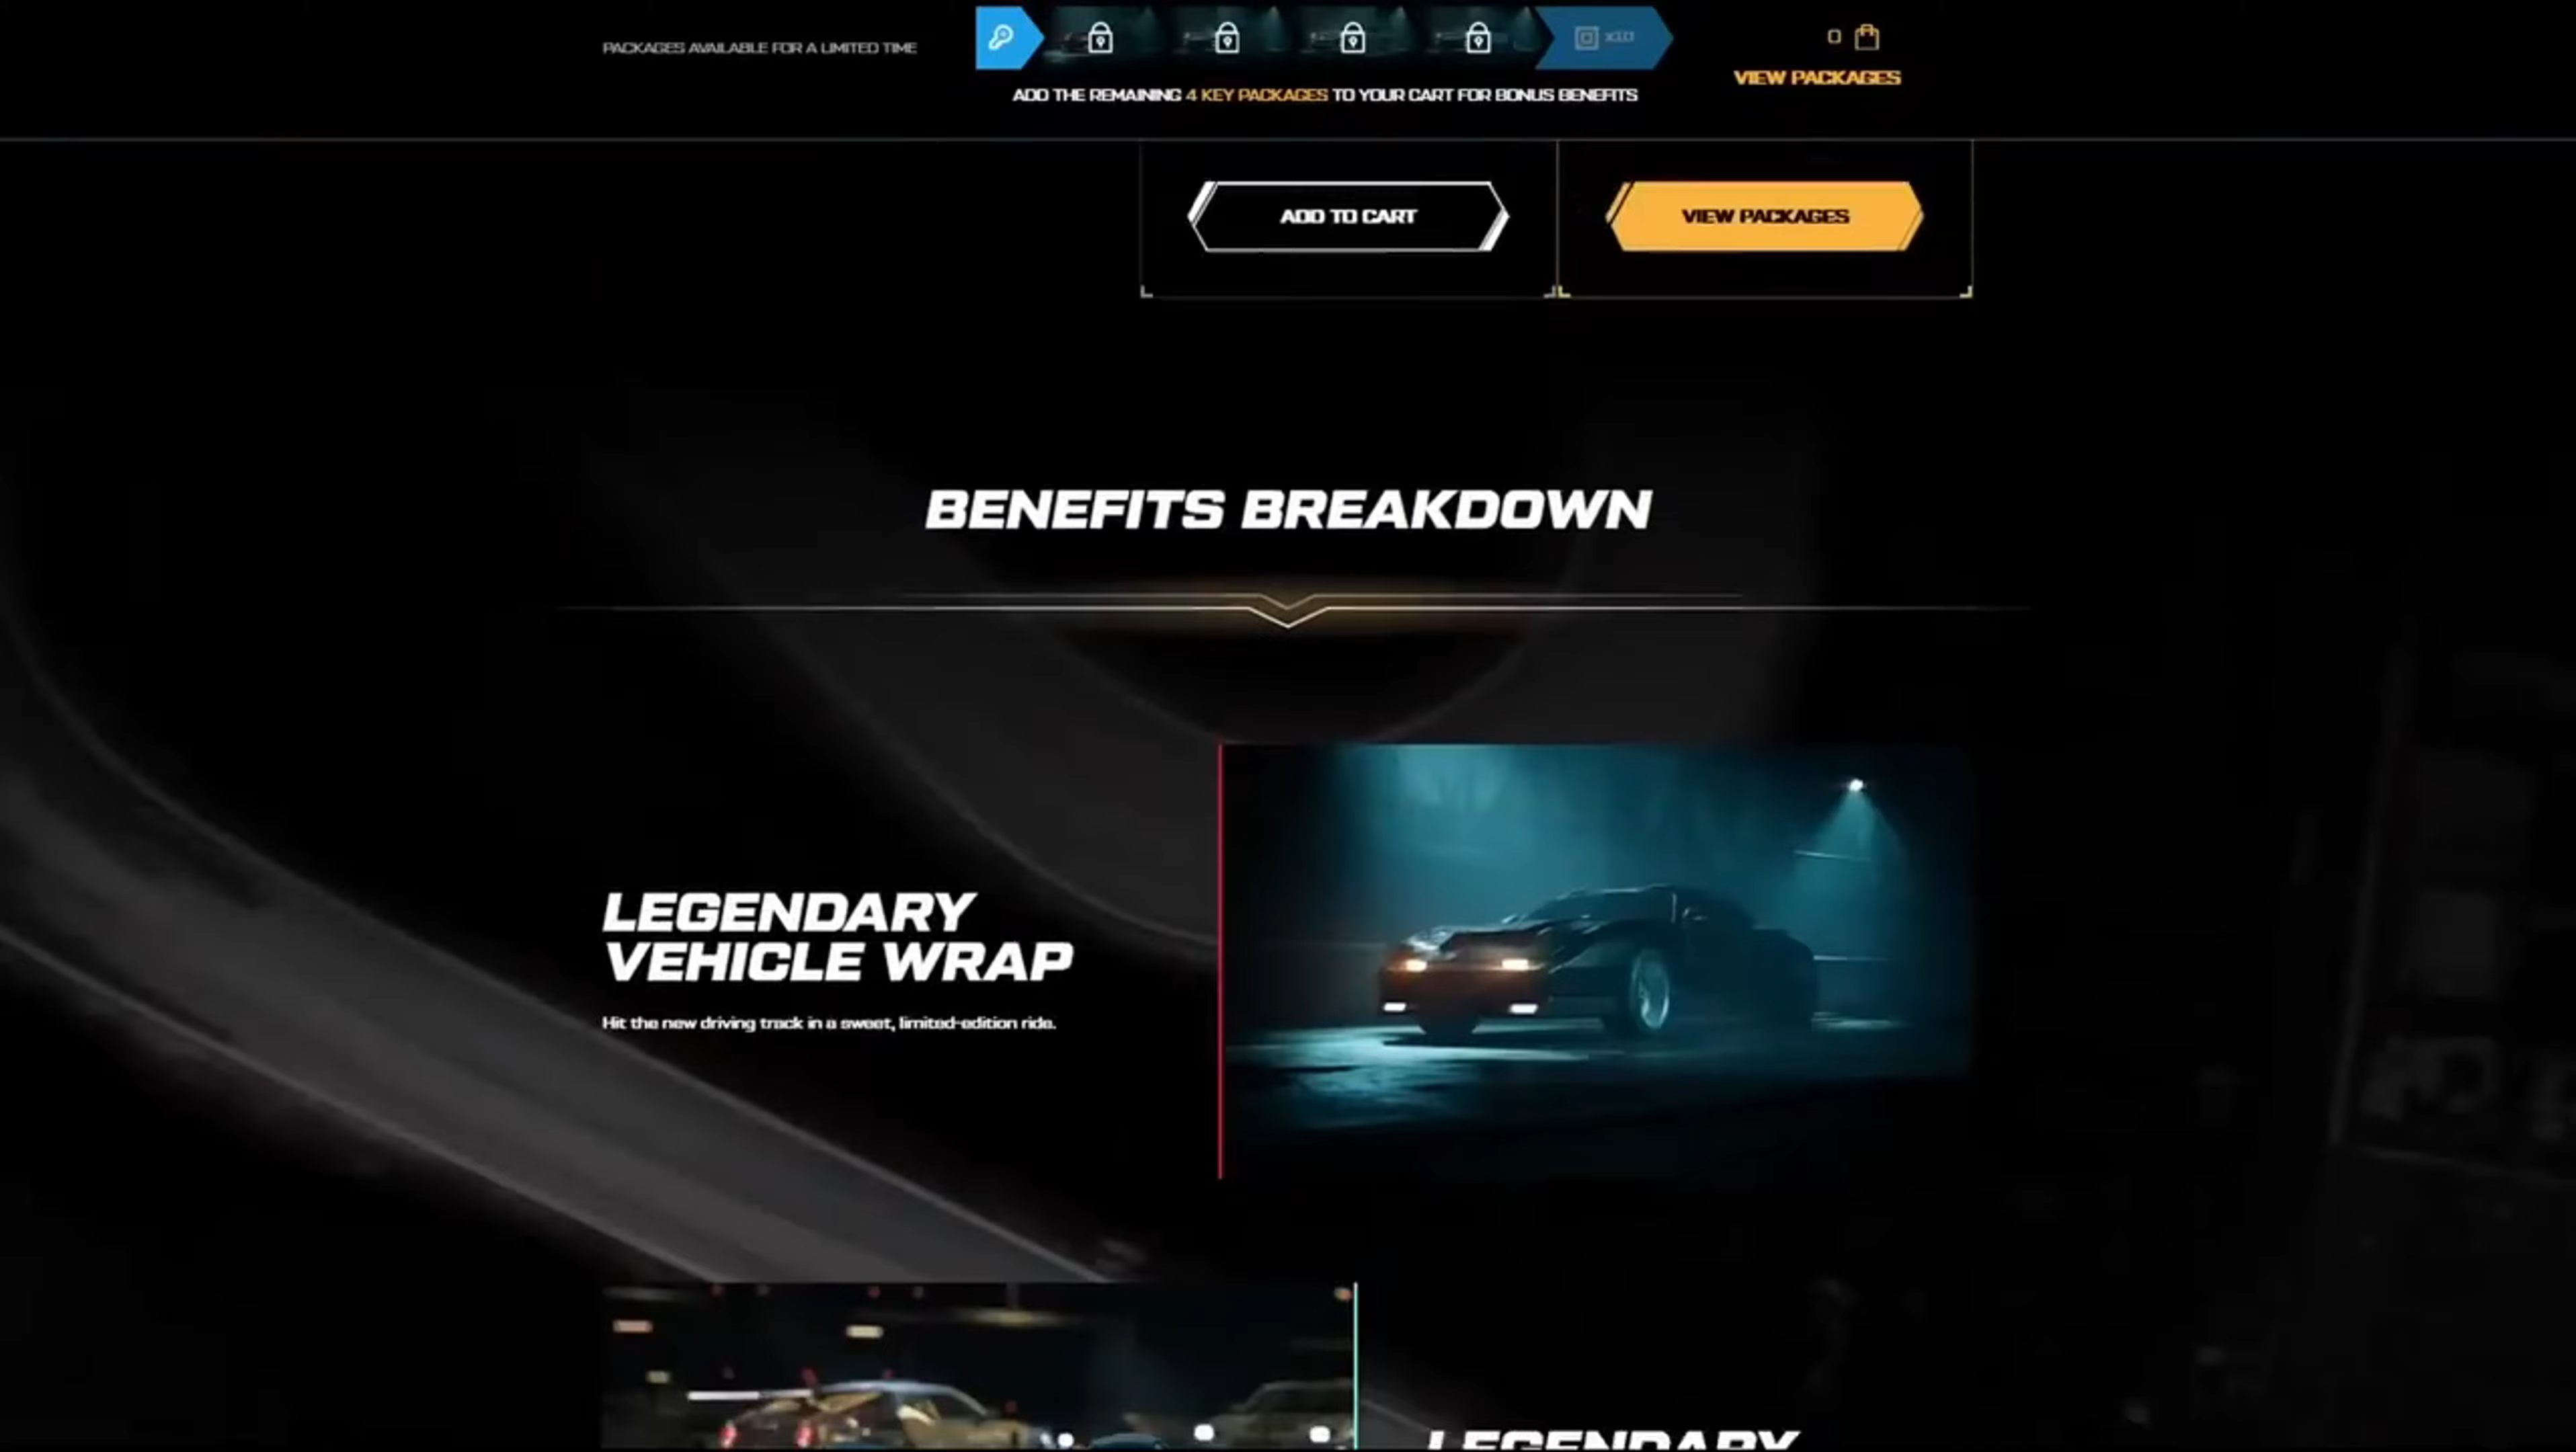 PACKAGES AVAILABLE FOR A LIMITED TIME
x10
0
ADD THE REMAINING 4 KEY PACKAGES TO YOUR CART FOR BONUS BENEFITS
VIEW PACKAGES
ADD TO CART
VIEW PACKAGES
BENEFITS BREAKDOWN
LEGENDARY
VEHICLE WRAP
Hit the new driving track in a sweet, limited-edition ride.
LEGENDARY